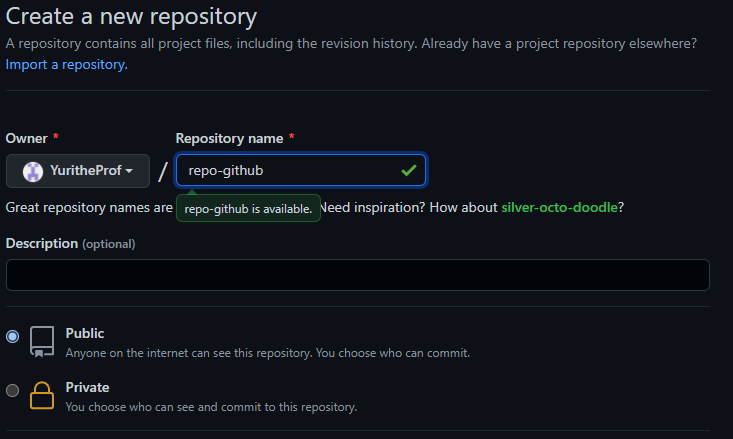 Create a new repository
A repository contains all project files, including the revision history. Already have a project repository elsewhere?
Import a repository.
Owner *
Repository name *
YuritheProf
/
repo-github
Great repository names are
repo-github is available.
Need inspiration? How about silver-octo-doodle?
Description (optional)
Public
Anyone on the internet can see this repository. You choose who can commit.
Private
You choose who can see and commit to this repository.